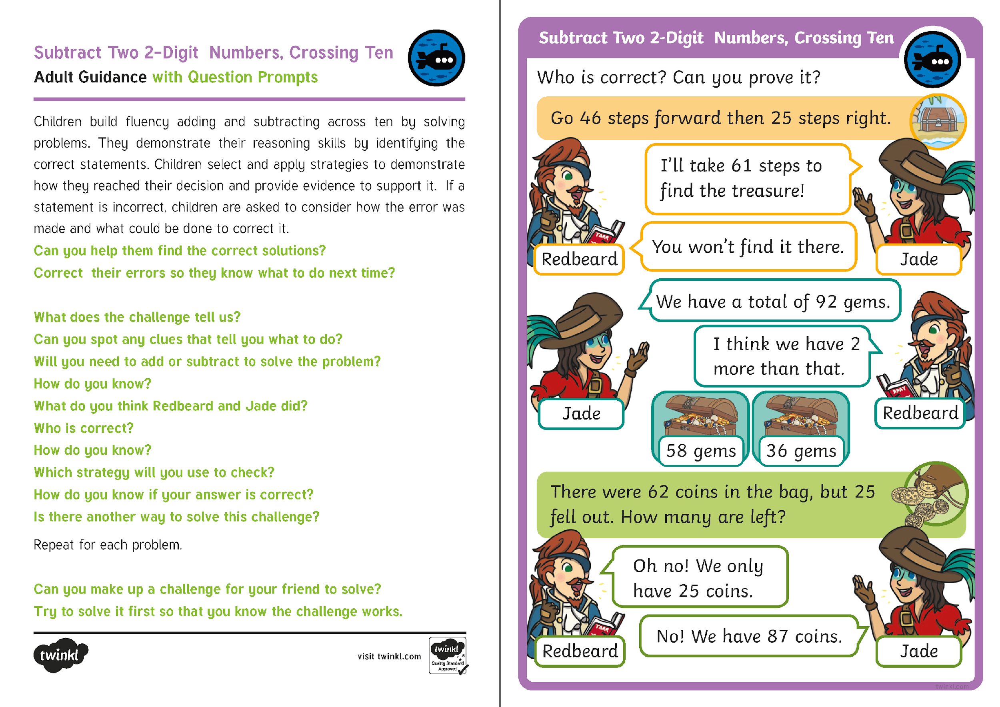 Subtract Two 2-Digit Numbers, Crossing Ten
Adult Guidance with Question Prompts
Children build fluency adding and subtracting across ten by solving
problems. They demonstrate their reasoning skills by identifying the
correct statements. Children select and apply strategies to demonstrate
how they reached their decision and provide evidence to support it. If a
statement is incorrect, children are asked to consider how the error was
made and what could be done to correct it.
Can you help them find the correct solutions?
Correct their errors so they know what to do next time?
What does the challenge tell us?
Can you spot any clues that tell you what to do?
Will you need to add or subtract to solve the problem?
How do you know?
What do you think Redbeard and Jade did?
Who is correct?
How do you know?
Which strategy will you use to check?
How do you know if your answer is correct?
Is there another way to solve this challenge?
Repeat for each problem.
Can you make up a challenge for your friend to solve?
Try to solve it first so that you know the challenge works.
twinkl
visit twinkl.com
twinkl
Quality Standard
Approved
Subtract Two 2-Digit Numbers, Crossing Ten
Who is correct? Can you prove it?
Go 46 steps forward then 25 steps right.
I'll take 61 steps to
find the treasure!
YARR
You won't find it there.
Redbeard
Jade
We have a total of 92 gems.
I think we have 2
more than that.
Jade
Redbeard
58 gems
36 gems
There were 62 coins in the bag, but 25
fell out. How many are left?
Oh no! We only
have 25 coins.
YARR
No! We have 87 coins.
Redbeard
Jade
twinkl.com